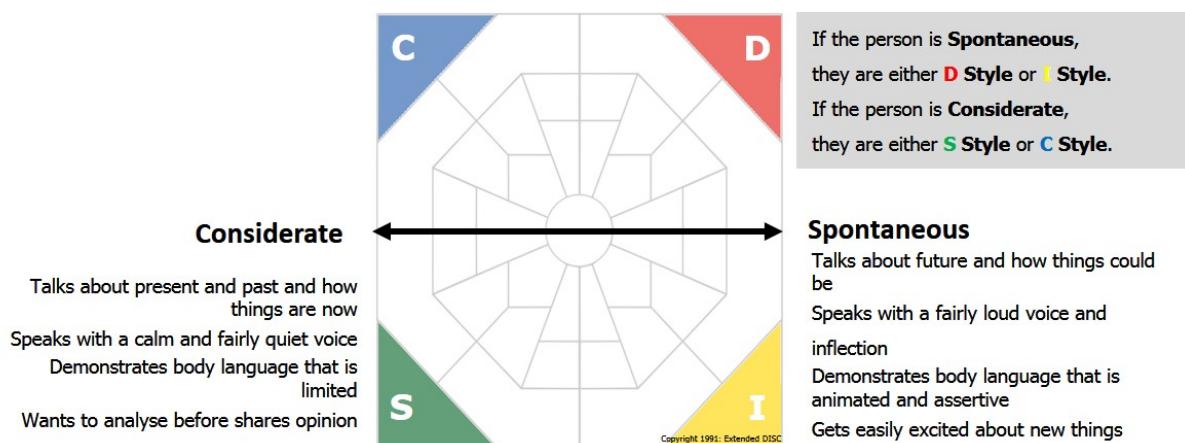 C
D
If the person is Spontaneous,
they are either D Style or I Style.
If the person is Considerate,
they are either S Style or C Style.
Considerate
Talks about present and past and how
things are now
Speaks with a calm and fairly quiet voice
Demonstrates body language that is
limited
Wants to analyse before shares opinion
Spontaneous
Talks about future and how things could
be
Speaks with a fairly loud voice and
inflection
Demonstrates body language that is
animated and assertive
Gets easily excited about new things
S
I
Copyright 1991: Extended DISC